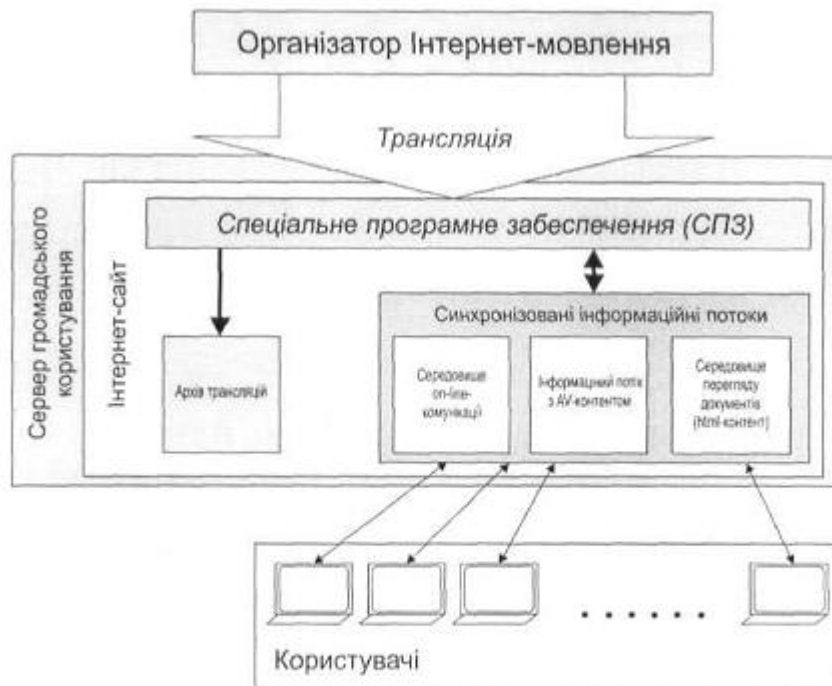 Організатор Інтернет-мовлення
Трансляція
Сервер громадського
користування
Інтернет-сайт
Спеціальне програмне забеспечення (СПЗ)
Архів трансляцій
Синхронізовані інформаційні потоки
Середовище
on-line-
комунікації
Інформаційний потік
з AV-контентом
Середовище
перегляду
документів
(html-контент)
Користувачі